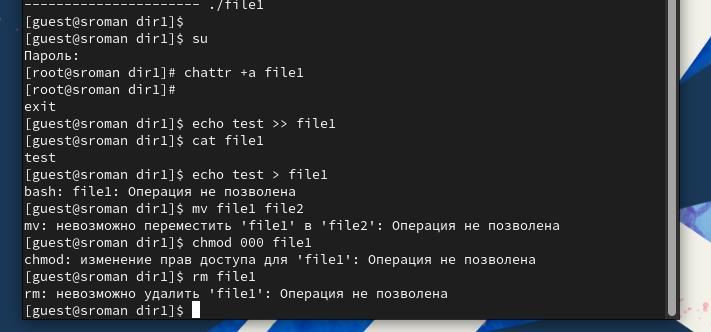 ---------------------- ./file1
[guest@sroman dir1]$
[guest@sroman dir1]$ su
Пароль:
[root@sroman dir1]# chattr +a file1
[root@sroman dir1]#
exit
[guest@sroman dir1]$ echo test >> file1
[guest@sroman dir1]$ cat file1
test
[guest@sroman dir1]$ echo test > file1
bash: file1: Операция не позволена
[guest@sroman dir1]$ mv file1 file2
mv: невозможно переместить 'file1' в 'file2': Операция не позволена
[guest@sroman dir1]$ chmod 000 file1
chmod: изменение прав доступа для 'file1': Операция не позволена
[guest@sroman dir1]$ rm file1
rm: невозможно удалить 'file1': Операция не позволена
[guest@sroman dir1]$